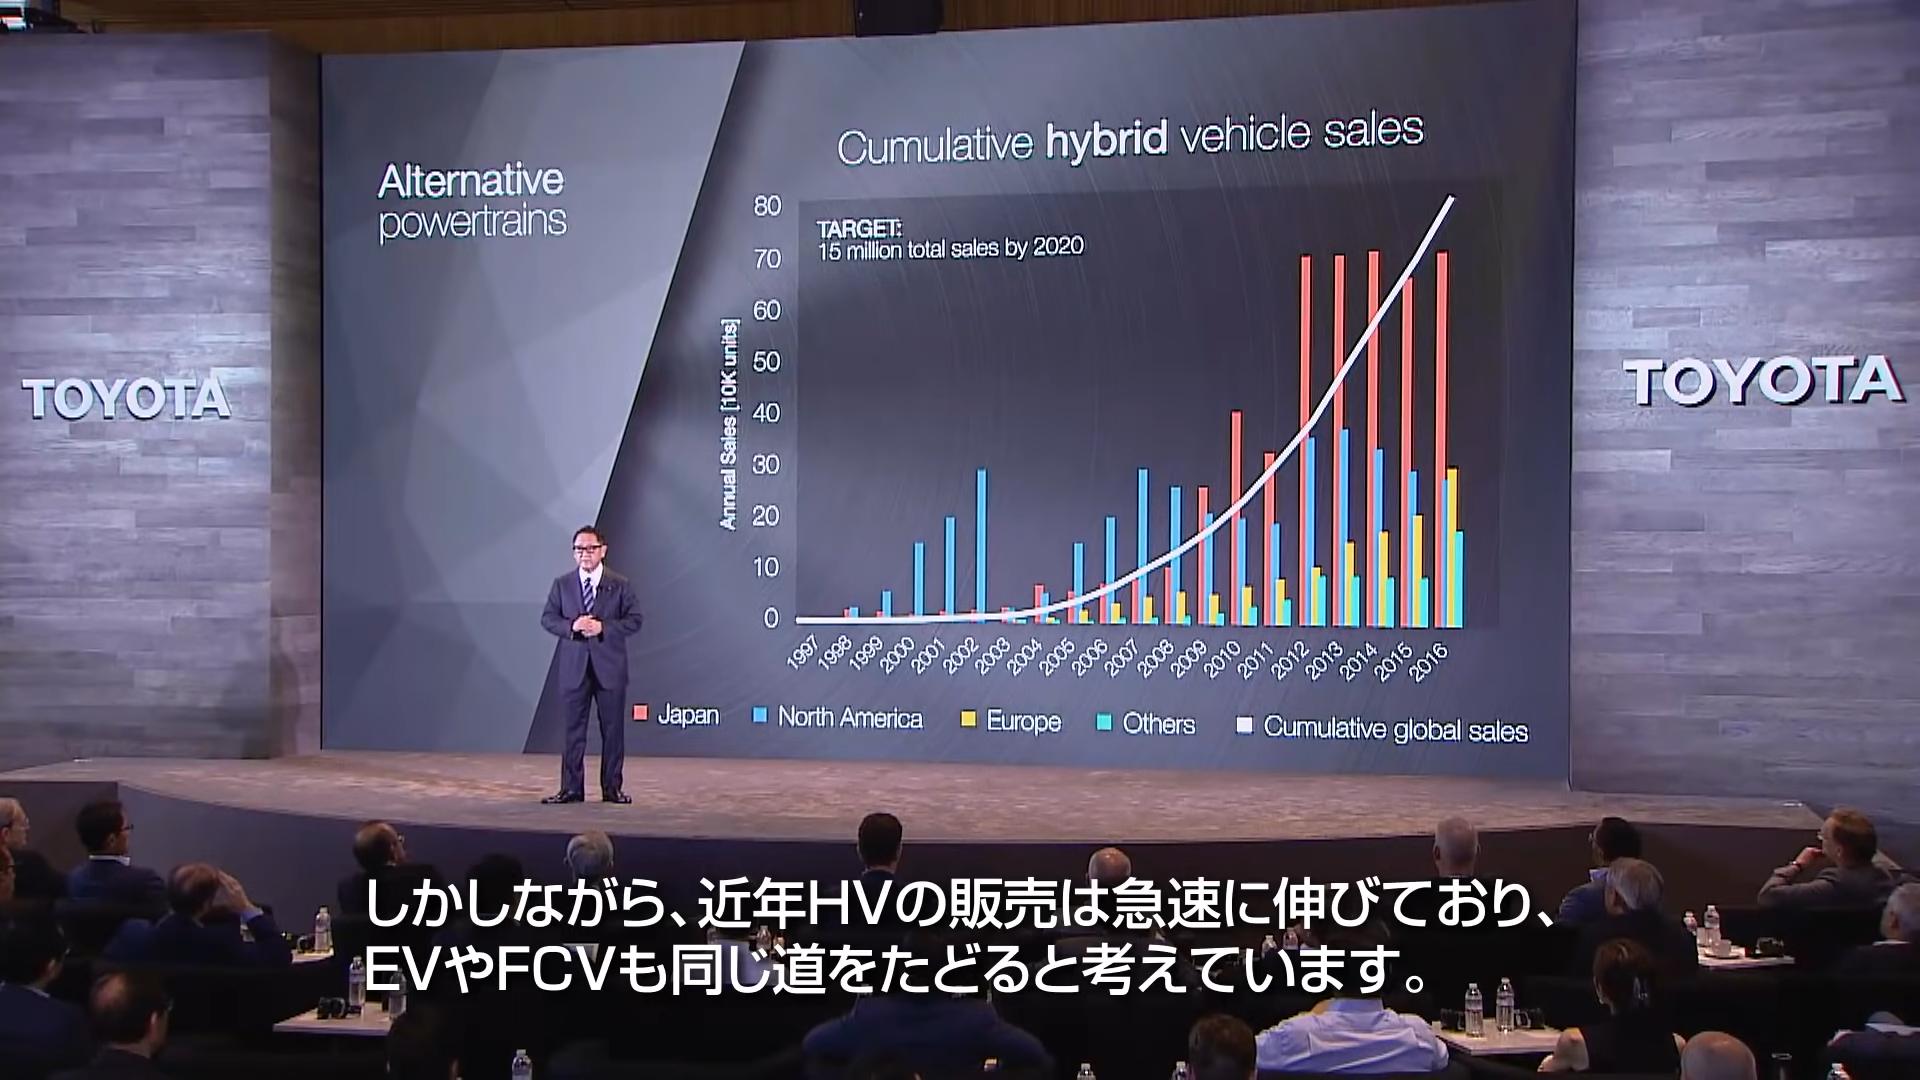 TOYOTA
Alternative
powertrains
Cumulative hybrid vehicle sales
TARGET:
15 million total sales by 2020
Annual Sales [10K units]
80
70
60
50
40
30
20
10
0
1997 1998 1999 2000 2001 2002 2003 2004 2005 2006 2007 2008 2009 2010 2011 2012 2013 2014 2015 2016
Japan North America Europe Others Cumulative global sales
TOYOTA
しかしながら、近年HVの販売は急速に伸びており、
EVやFCVも同じ道をたどると考えています。